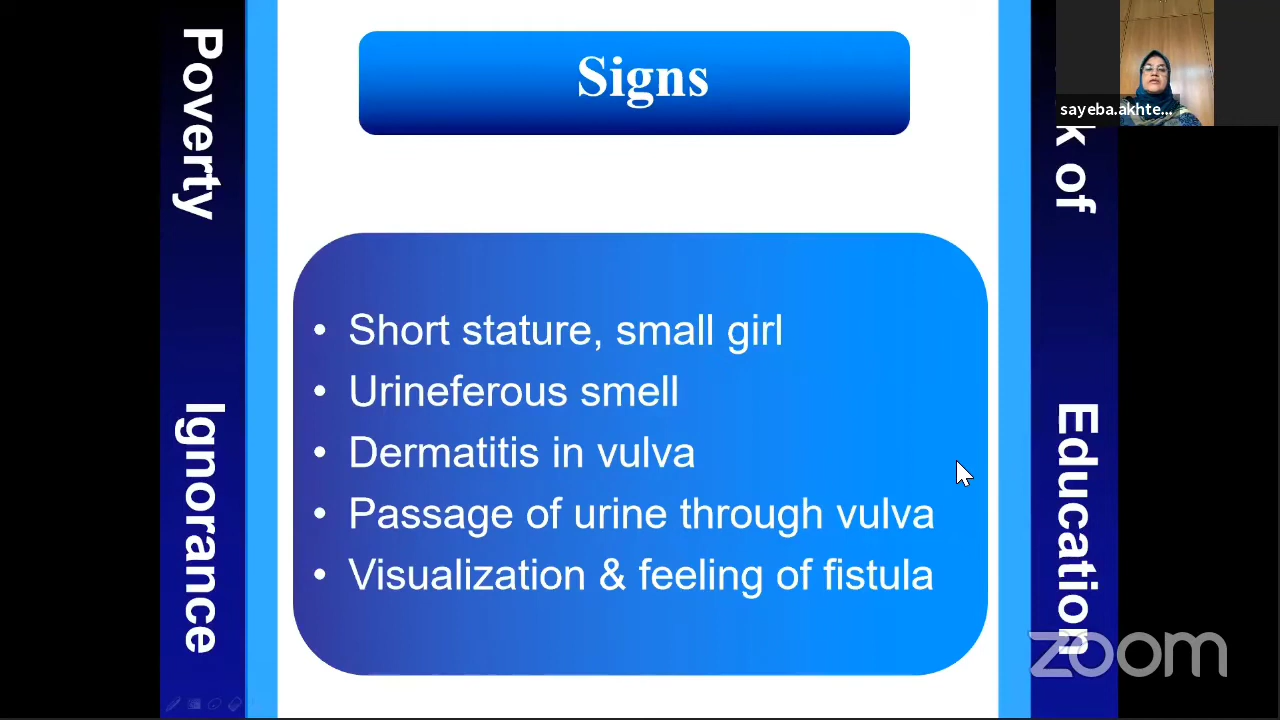 Poverty
Ignorance
Signs
• Short stature, small girl
• Urineferous smell
• Dermatitis in vulva
• Passage of urine through vulva
• Visualization & feeling of fistula
of
Education
sayeba.akhte...
zoom